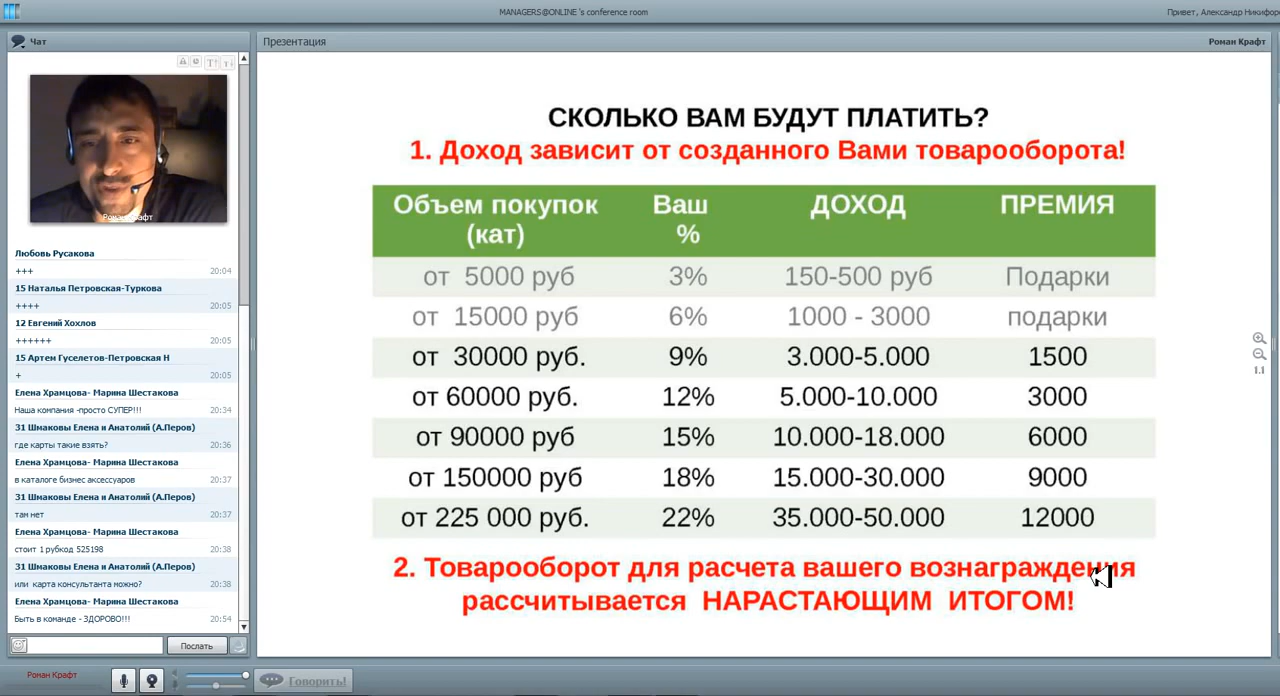 MANAGERS@ONLINE 's conference room
Привет, Александр Никифоро
Чат
Презентация
Роман Крафт
Роман Крафт
Любовь Русакова
+++ 20:04
15 Наталья Петровская-Туркова
++++ 20:05
12 Евгений Хохлов
++++++ 20:05
15 Артем Гуселетов-Петровская Н
+ 20:05
Елена Храмцова- Марина Шестакова
Наша компания -просто СУПЕР!!! 20:34
31 Шмаковы Елена и Анатолий (А.Перов)
где карты такие взять? 20:36
Елена Храмцова- Марина Шестакова
в каталоге бизнес аксессуаров 20:37
31 Шмаковы Елена и Анатолий (А.Перов)
там нет 20:37
Елена Храмцова- Марина Шестакова
стоит 1 рубкод 525198 20:38
31 Шмаковы Елена и Анатолий (А.Перов)
или карта консультанта можно? 20:38
Елена Храмцова- Марина Шестакова
Быть в команде - ЗДОРОВО!!! 20:54
Послать
Роман Крафт
Говорить!
СКОЛЬКО ВАМ БУДУТ ПЛАТИТЬ?
1. Доход зависит от созданного Вами товарооборота!
Объем покупок (кат) Ваш % ДОХОД ПРЕМИЯ
от 5000 руб 3% 150-500 руб Подарки
от 15000 руб 6% 1000 - 3000 подарки
от 30000 руб. 9% 3.000-5.000 1500
от 60000 руб. 12% 5.000-10.000 3000
от 90000 руб 15% 10.000-18.000 6000
от 150000 руб 18% 15.000-30.000 9000
от 225 000 руб. 22% 35.000-50.000 12000
2. Товарооборот для расчета вашего вознаграждения
рассчитывается НАРАСТАЮЩИМ ИТОГОМ!
1.1